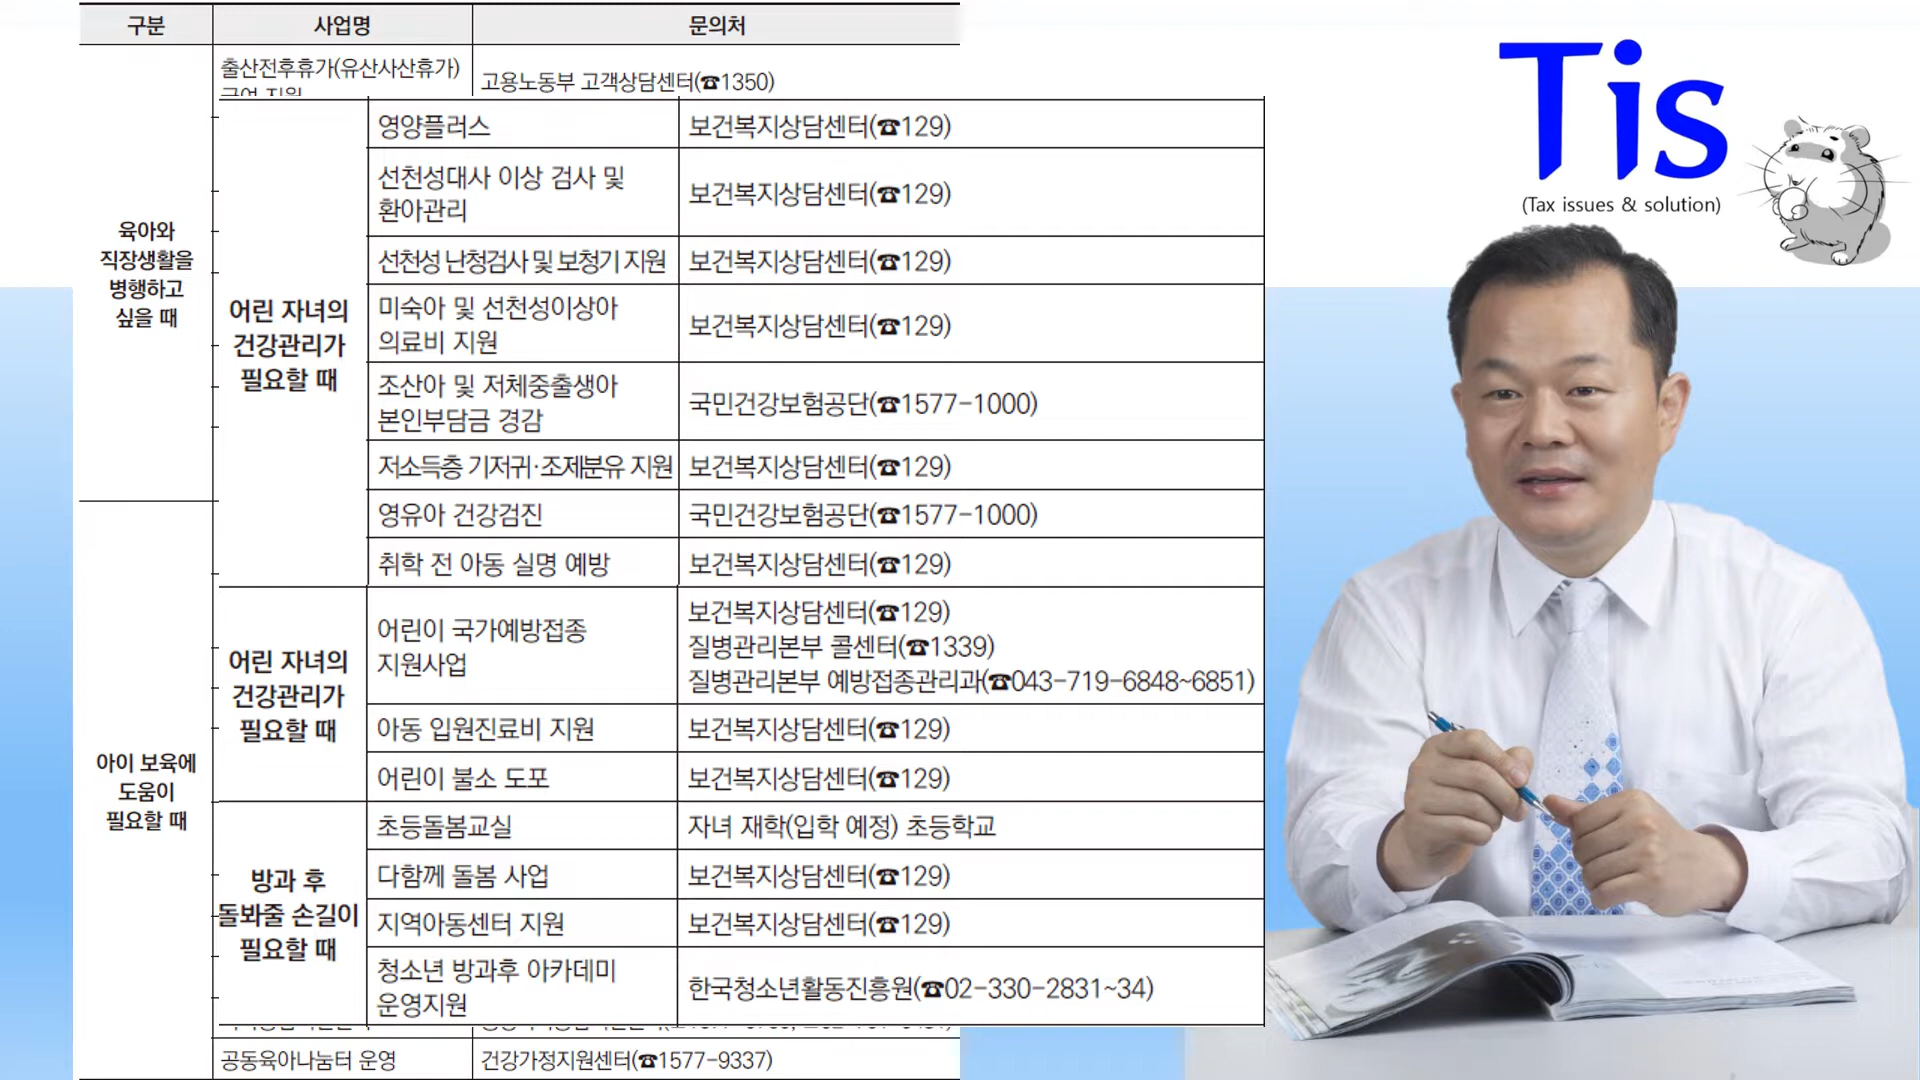 구분 사업명 문의처
출산전후휴가(유산사산휴가)
고용노동부 고객상담센터(☎1350)
육아와
직장생활을
병행하고
싶을 때
어린 자녀의
건강관리가
필요할 때
영양플러스 보건복지상담센터(☎129)
선천성대사 이상 검사 및
환아관리
보건복지상담센터(☎129)
선천성 난청검사 및 보청기 지원 보건복지상담센터(☎129)
미숙아 및 선천성이상아
의료비 지원
보건복지상담센터(☎129)
조산아 및 저체중출생아
본인부담금 경감
국민건강보험공단(☎1577-1000)
저소득층 기저귀·조제분유 지원 보건복지상담센터(☎129)
영유아 건강검진 국민건강보험공단(☎1577-1000)
취학 전 아동 실명 예방 보건복지상담센터(☎129)
아이 보육에
도움이
필요할 때
어린 자녀의
건강관리가
필요할 때
어린이 국가예방접종
지원사업
보건복지상담센터(☎129)
질병관리본부 콜센터(☎1339)
질병관리본부 예방접종관리과(☎043-719-6848~6851)
아동 입원진료비 지원 보건복지상담센터(☎129)
어린이 불소 도포 보건복지상담센터(☎129)
방과 후
돌봐줄 손길이
필요할 때
초등돌봄교실 자녀 재학(입학 예정) 초등학교
다함께 돌봄 사업 보건복지상담센터(☎129)
지역아동센터 지원 보건복지상담센터(☎129)
청소년 방과후 아카데미
운영지원
한국청소년활동진흥원(☎02-330-2831~34)
공동육아나눔터 운영 건강가정지원센터(☎1577-9337)
Tis
(Tax issues & solution)